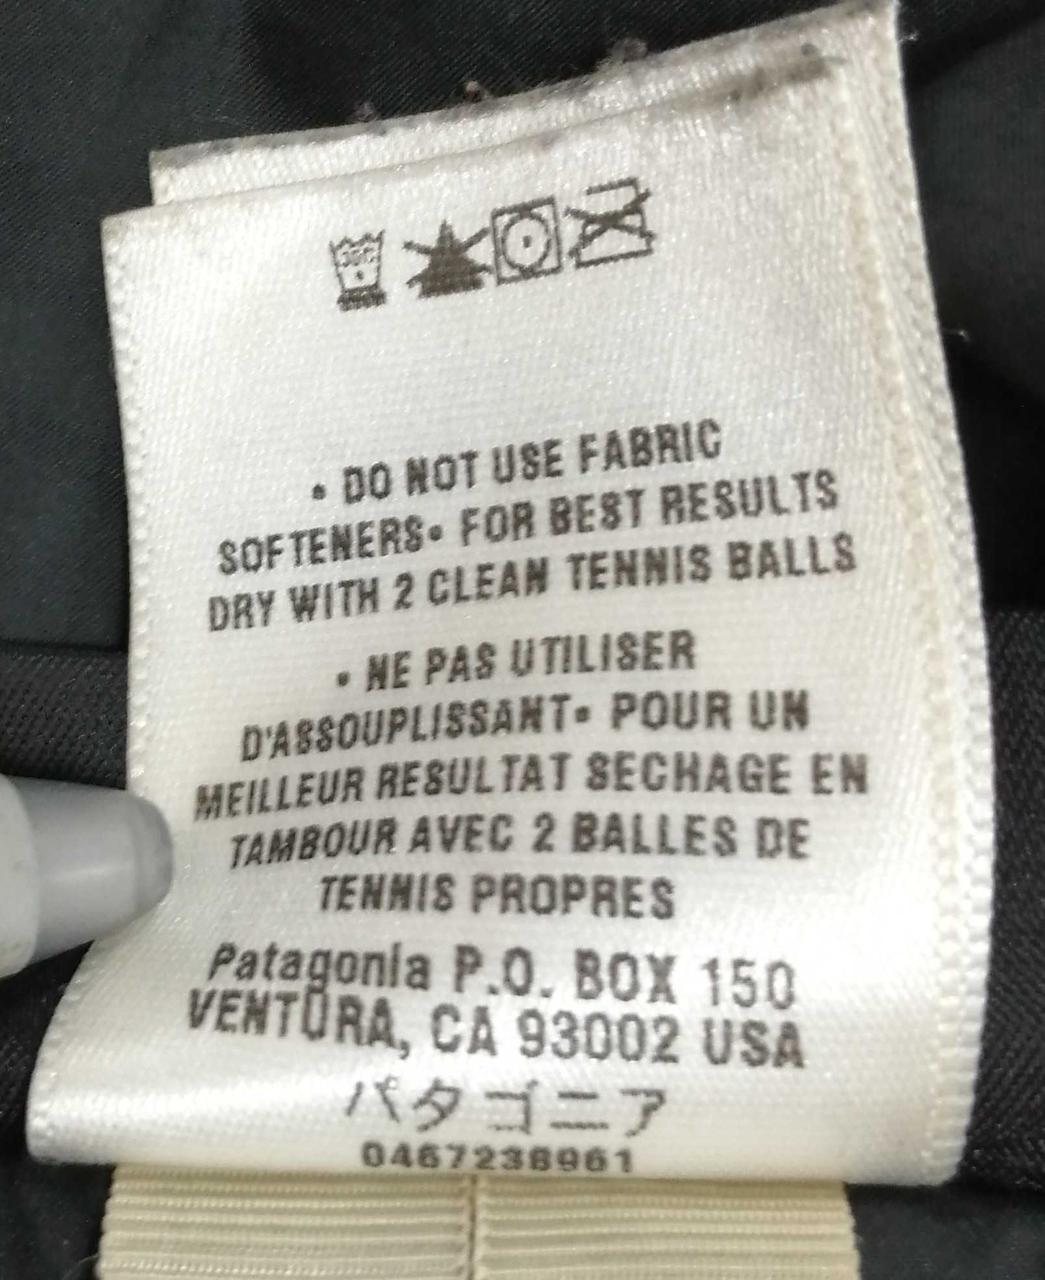 30°C
• DO NOT USE FABRIC
SOFTENERS• FOR BEST RESULTS
DRY WITH 2 CLEAN TENNIS BALLS
• NE PAS UTILISER
D'ASSOUPLISSANT• POUR UN
MEILLEUR RESULTAT SECHAGE EN
TAMBOUR AVEC 2 BALLES DE
TENNIS PROPRES
Patagonia P.O. BOX 150
VENTURA, CA 93002 USA
パタゴニア
0467238961